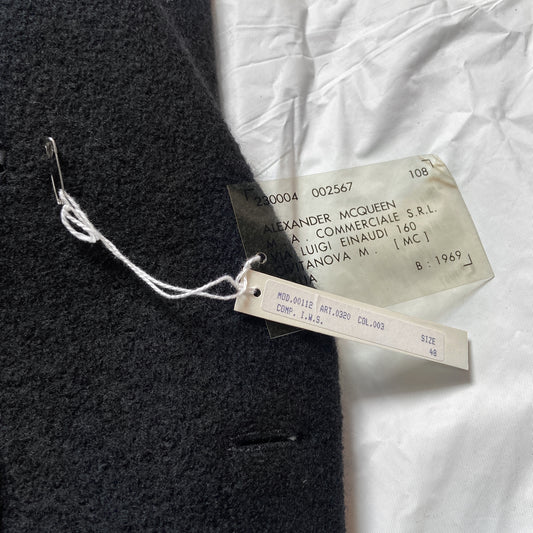 230004 002567 108
ALEXANDER MCQUEEN
M.A. COMMERCIALE S.R.L.
LUIGI EINAUDI 160
M. [MC]
B: 1969
MOD.00112 ART.0320 COL.003
COMP. I.W.S.
SIZE
48